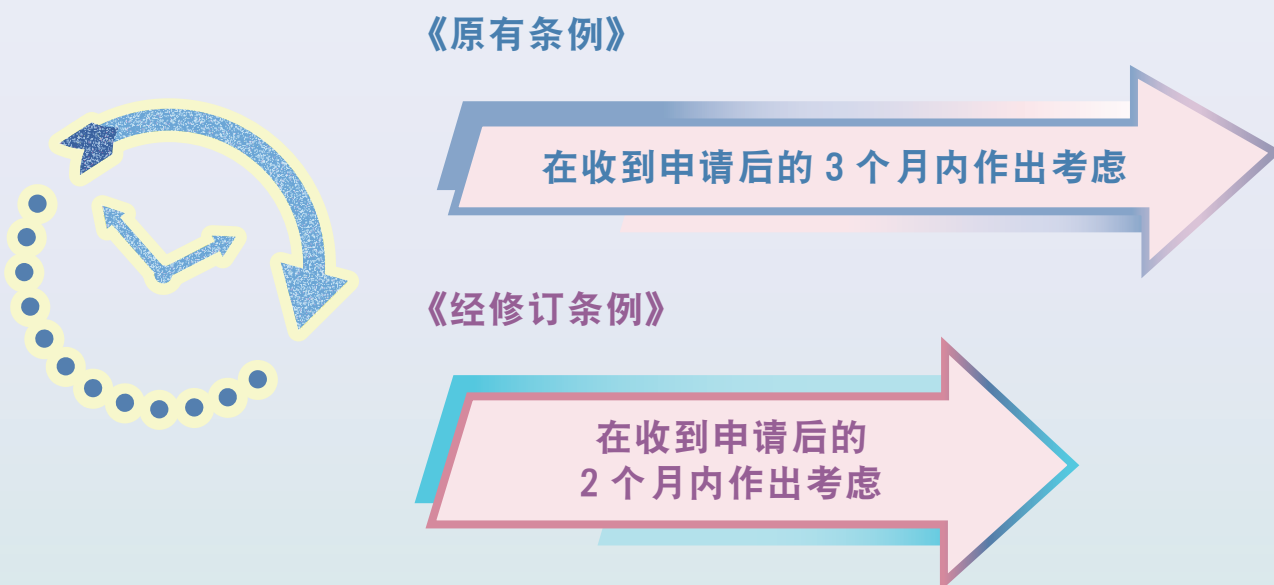 《原有条例》
在收到申请后的 3 个月内作出考虑
《经修订条例》
在收到申请后的
2 个月内作出考虑